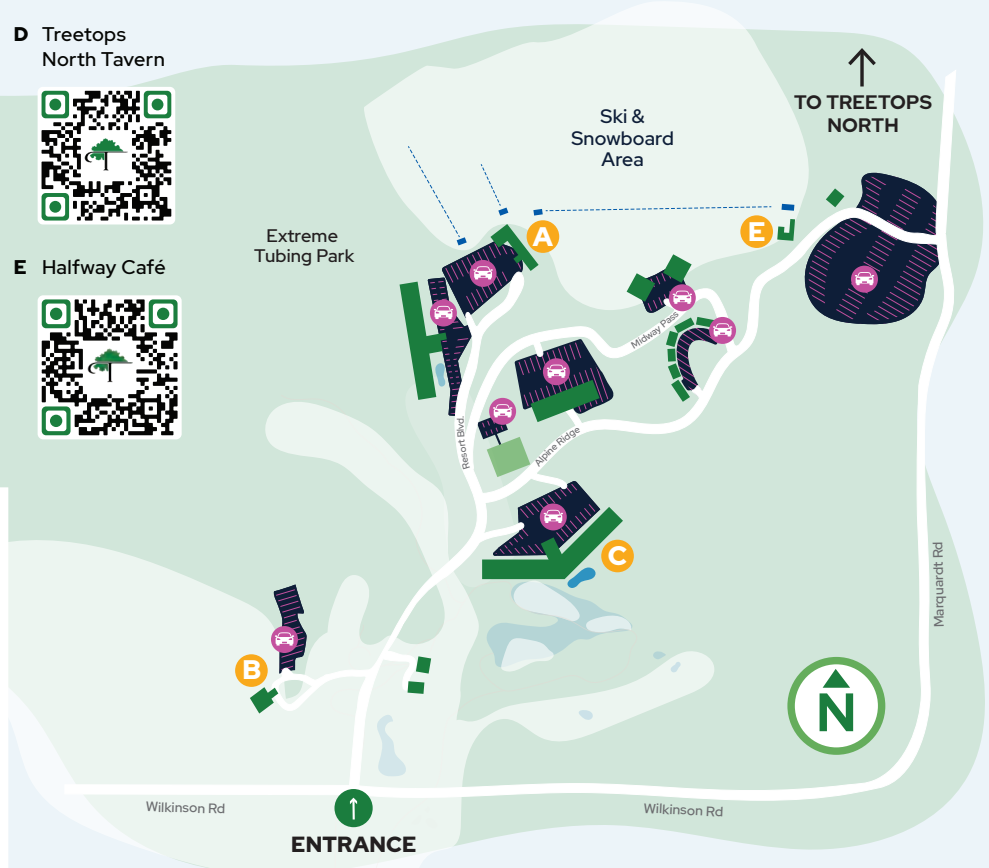 D Treetops
North Tavern
E Halfway Café
TO TREETOPS
NORTH
Ski &
Snowboard
Area
Extreme
Tubing Park
A
E
Midway Pass
Resort Blvd.
Alpine Ridge
C
B
Marquardt Rd
N
Wilkinson Rd
Wilkinson Rd
ENTRANCE